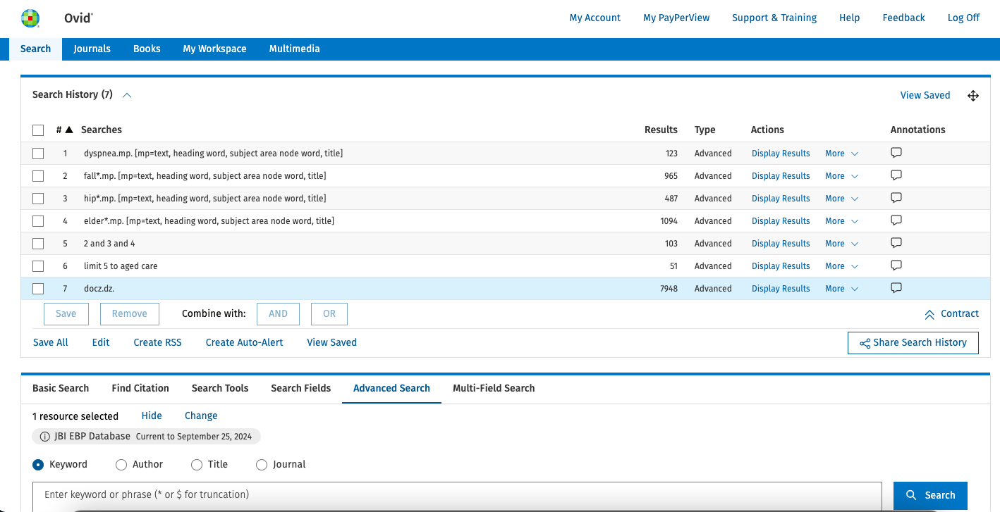 Ovid®
My Account My PayPerView Support & Training Help Feedback Log Off
Search Journals Books My Workspace Multimedia
Search History (7) View Saved
# ▲ Searches Results Type Actions Annotations
1 dyspnea.mp. [mp=text, heading word, subject area node word, title] 123 Advanced Display Results More
2 fall*.mp. [mp=text, heading word, subject area node word, title] 965 Advanced Display Results More
3 hip*.mp. [mp=text, heading word, subject area node word, title] 487 Advanced Display Results More
4 elder*.mp. [mp=text, heading word, subject area node word, title] 1094 Advanced Display Results More
5 2 and 3 and 4 103 Advanced Display Results More
6 limit 5 to aged care 51 Advanced Display Results More
7 docz.dz. 7948 Advanced Display Results More
Save Remove Combine with: AND OR Contract
Save All Edit Create RSS Create Auto-Alert View Saved Share Search History
Basic Search Find Citation Search Tools Search Fields Advanced Search Multi-Field Search
1 resource selected Hide Change
JBI EBP Database Current to September 25, 2024
Keyword Author Title Journal
Enter keyword or phrase (* or $ for truncation) Search